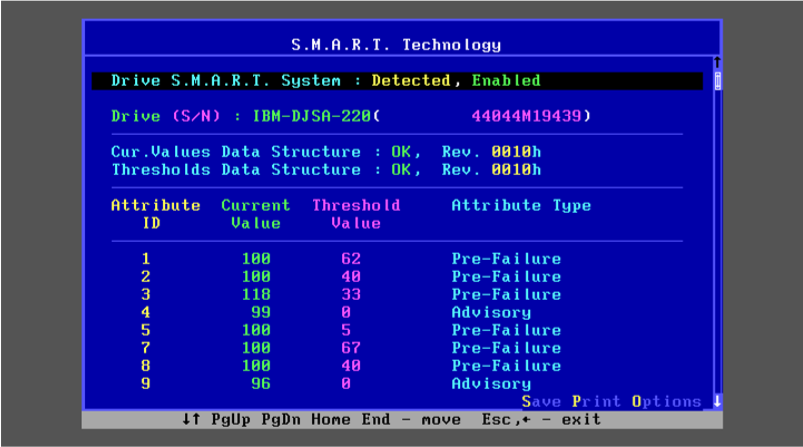 S.M.A.R.T. Technology
Drive S.M.A.R.T. System : Detected, Enabled
Drive (S/N) : IBM-DJSA-220( 44044M19439)
Cur.Values Data Structure : OK, Rev. 0010h
Thresholds Data Structure : OK, Rev. 0010h
Attribute Current Threshold Attribute Type
ID Value Value
1 100 62 Pre-Failure
2 100 40 Pre-Failure
3 118 33 Pre-Failure
4 99 0 Advisory
5 100 5 Pre-Failure
7 100 67 Pre-Failure
8 100 40 Pre-Failure
9 96 0 Advisory
Save Print Options
↓↑ PgUp PgDn Home End - move Esc,← - exit